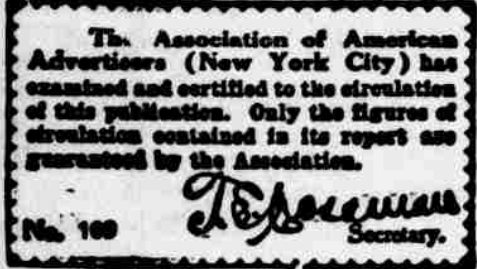 The Association of American
Advertisers (New York City) has
examined and certified to the circulation
of this publication. Only the figures of
circulation contained in its report are
guaranteed by the Association.
No. 169
Secretary.